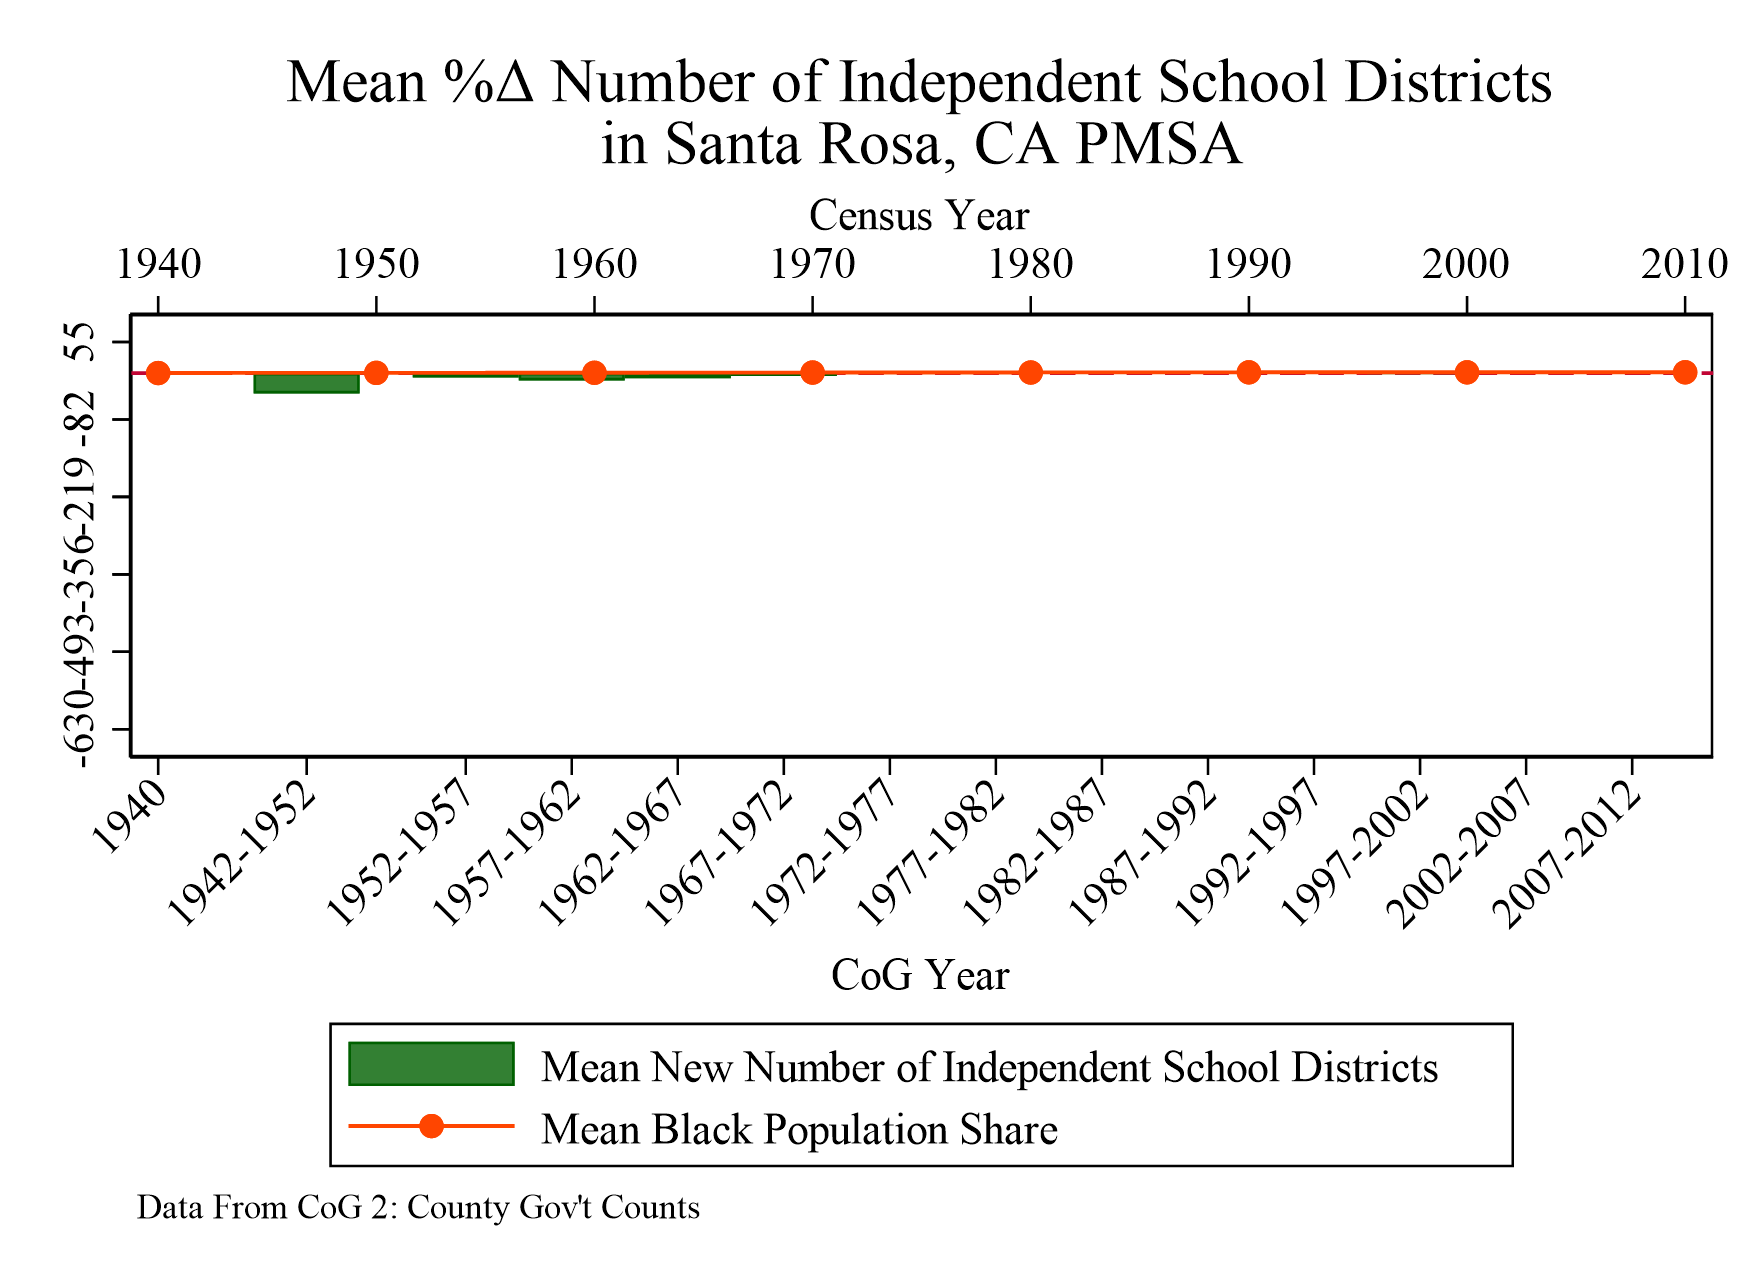 Mean %Δ Number of Independent School Districts
in Santa Rosa, CA PMSA
Census Year
1940 1950 1960 1970 1980 1990 2000 2010
55
-82
-219
-356
-493
-630
1940 1942-1952 1952-1957 1957-1962 1962-1967 1967-1972 1972-1977 1977-1982 1982-1987 1987-1992 1992-1997 1997-2002 2002-2007 2007-2012
CoG Year
Mean New Number of Independent School Districts
Mean Black Population Share
Data From CoG 2: County Gov't Counts